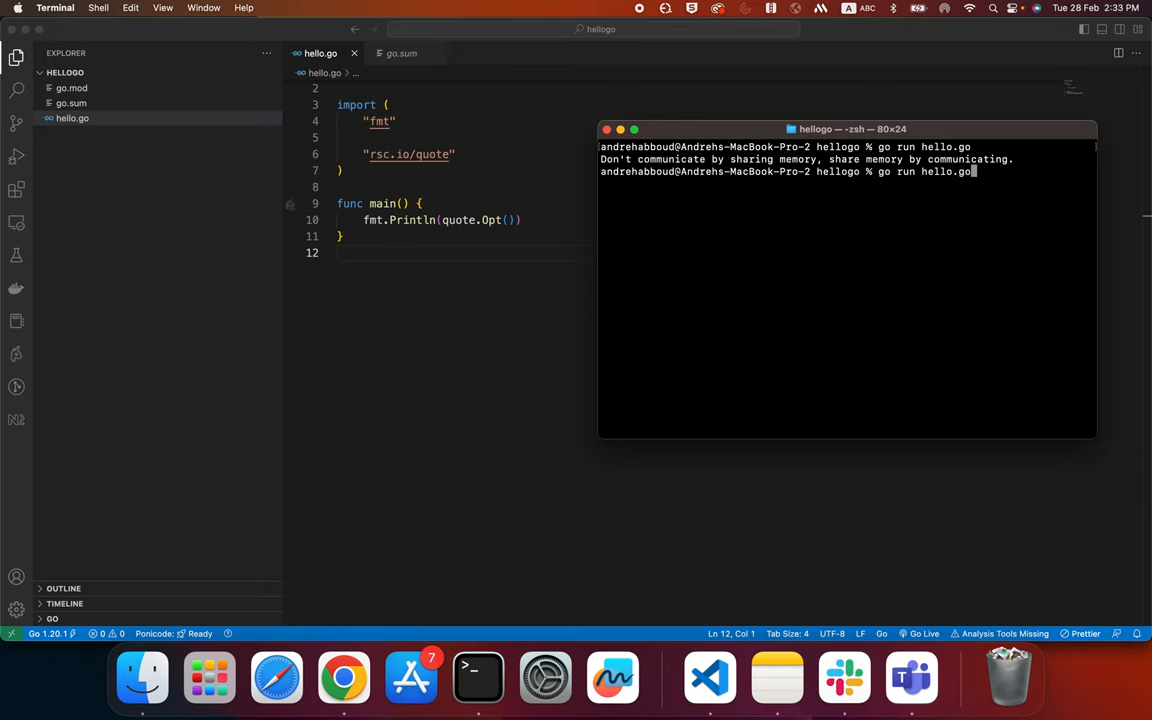 Terminal Shell Edit View Window Help
ABC Tue 28 Feb 2:33 PM
hellogo
EXPLORER
HELLOGO
go.mod
go.sum
hello.go
hello.go
go.sum
hello.go > ...
2
3 import (
4 "fmt"
5
6 "rsc.io/quote"
7 )
8
9 func main() {
10 fmt.Println(quote.Opt())
11 }
12
hellogo — -zsh — 80×24
andrehabboud@Andrehs-MacBook-Pro-2 hellogo % go run hello.go
Don't communicate by sharing memory, share memory by communicating.
andrehabboud@Andrehs-MacBook-Pro-2 hellogo % go run hello.go
OUTLINE
TIMELINE
GO
Go 1.20.1 0 0 Ponicode: Ready
Ln 12, Col 1 Tab Size: 4 UTF-8 LF Go Go Live Analysis Tools Missing Prettier
7
>_